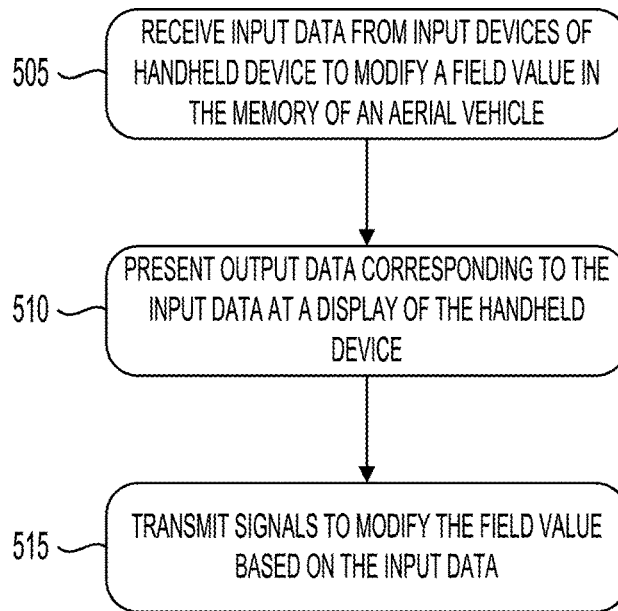 505
RECEIVE INPUT DATA FROM INPUT DEVICES OF
HANDHELD DEVICE TO MODIFY A FIELD VALUE IN
THE MEMORY OF AN AERIAL VEHICLE
510
PRESENT OUTPUT DATA CORRESPONDING TO THE
INPUT DATA AT A DISPLAY OF THE HANDHELD
DEVICE
515
TRANSMIT SIGNALS TO MODIFY THE FIELD VALUE
BASED ON THE INPUT DATA